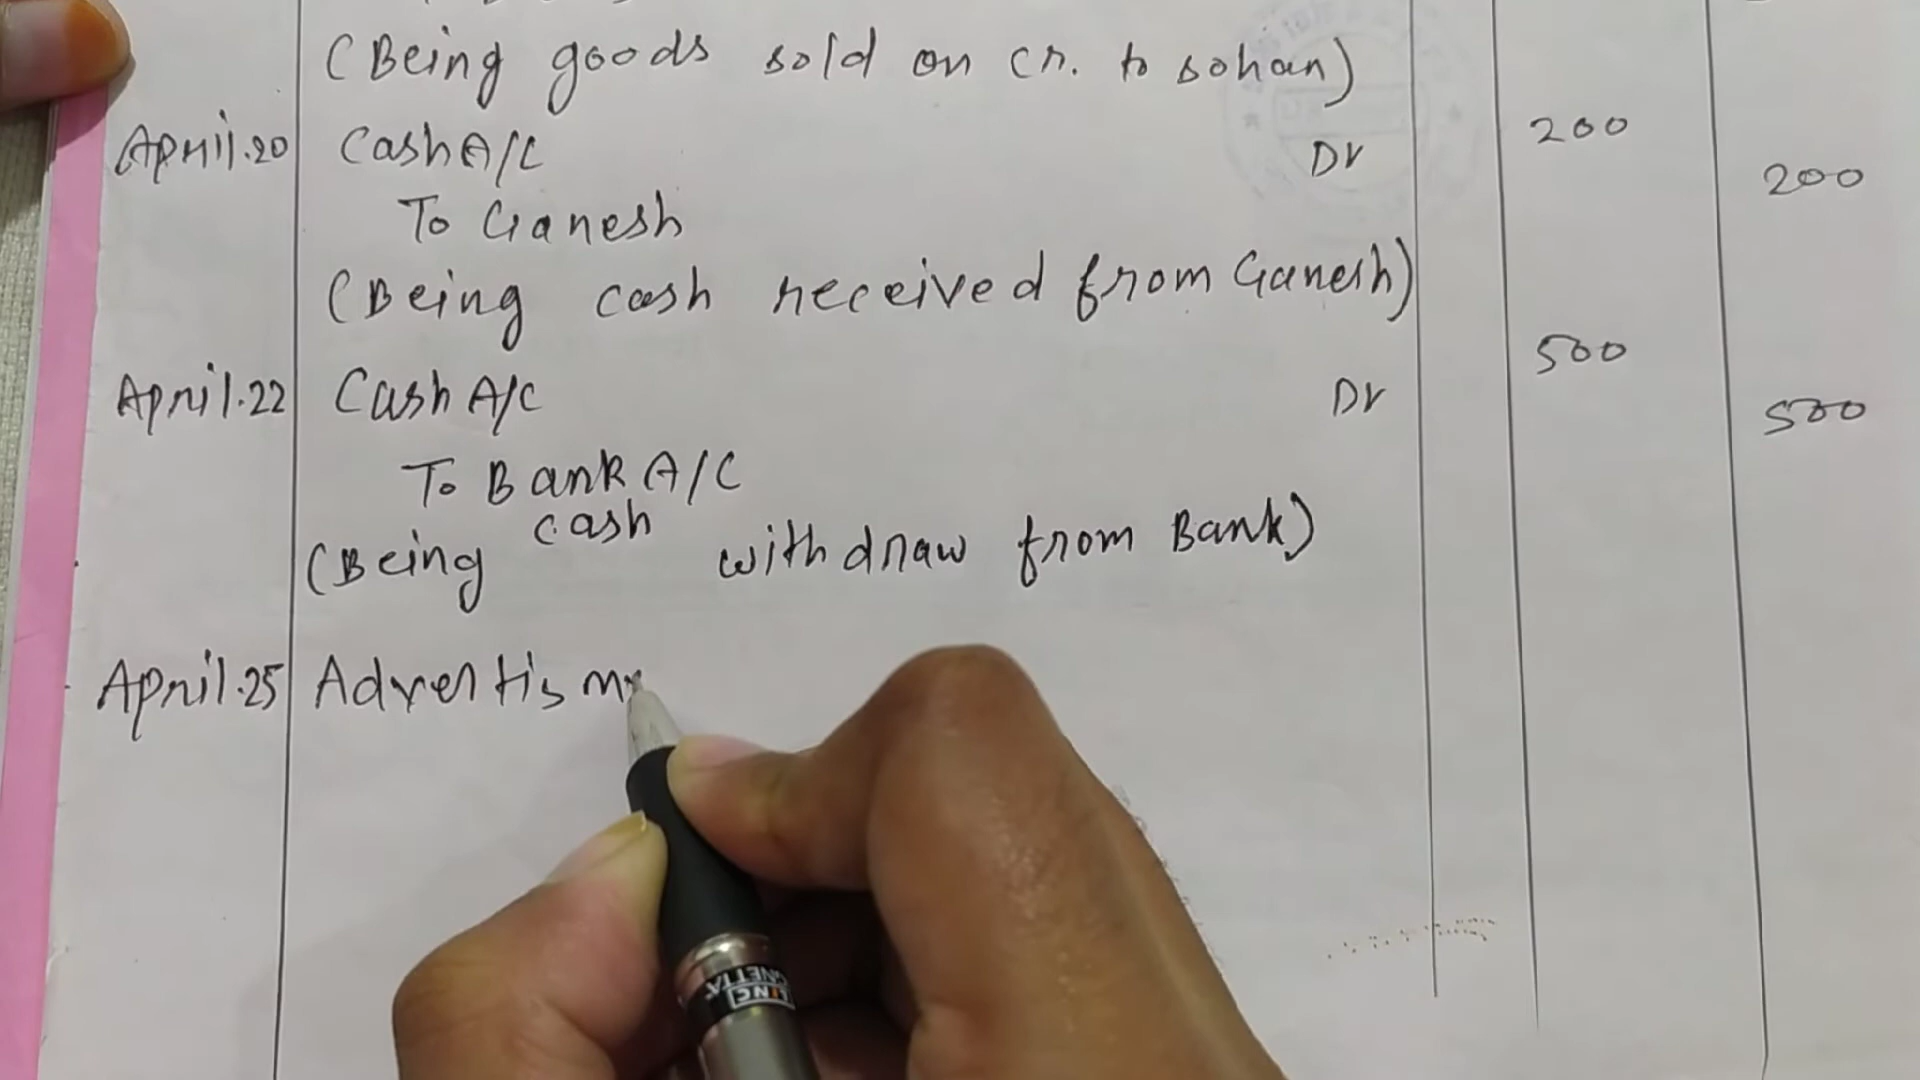 (Being goods sold on cr. to sohan)
April.20 Cash A/C Dr 200
To Ganesh 200
(Being cash received from Ganesh)
April.22 Cash A/C Dr 500
To Bank A/C 500
(Being cash withdraw from Bank)
April.25 Advertism
LINC